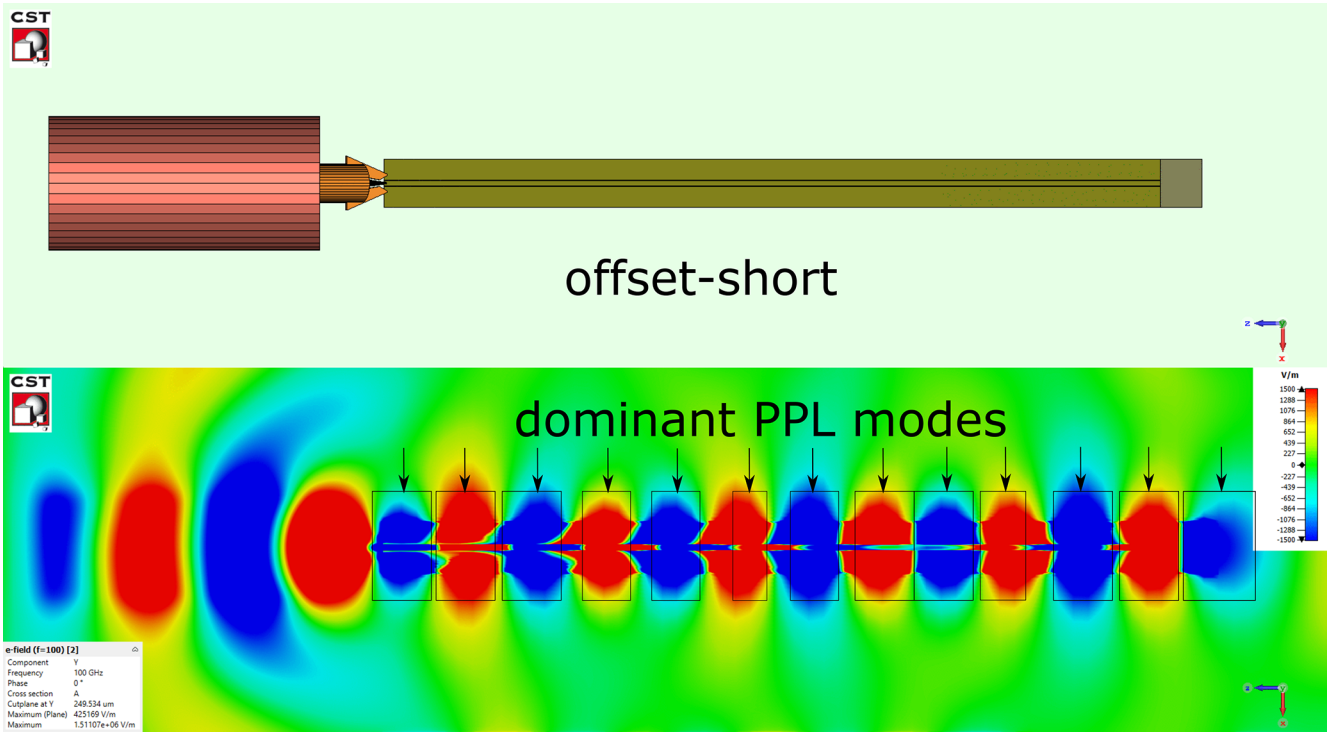 CST
offset-short
z
y
x
CST
dominant PPL modes
V/m
1500
1288
1076
864
652
439
227
0
-227
-439
-652
-864
-1076
-1288
-1500
e-field (f=100) [2]
Component Y
Frequency 100 GHz
Phase 0 °
Cross section A
Cutplane at Y 249.534 um
Maximum (Plane) 425169 V/m
Maximum 1.51107e+06 V/m
z
y
x